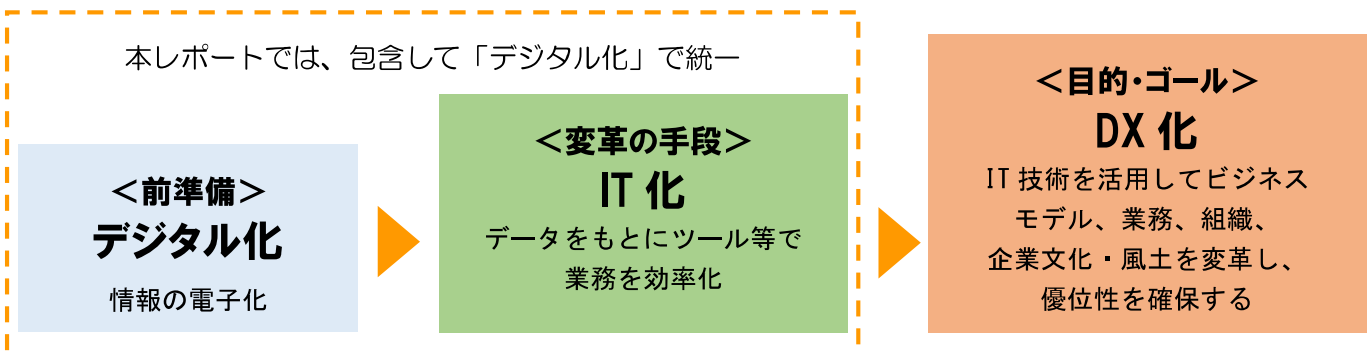 本レポートでは、包含して「デジタル化」で統一
＜前準備＞
デジタル化
情報の電子化
＜変革の手段＞
IT 化
データをもとにツール等で
業務を効率化
＜目的・ゴール＞
DX 化
IT 技術を活用してビジネス
モデル、業務、組織、
企業文化・風土を変革し、
優位性を確保する